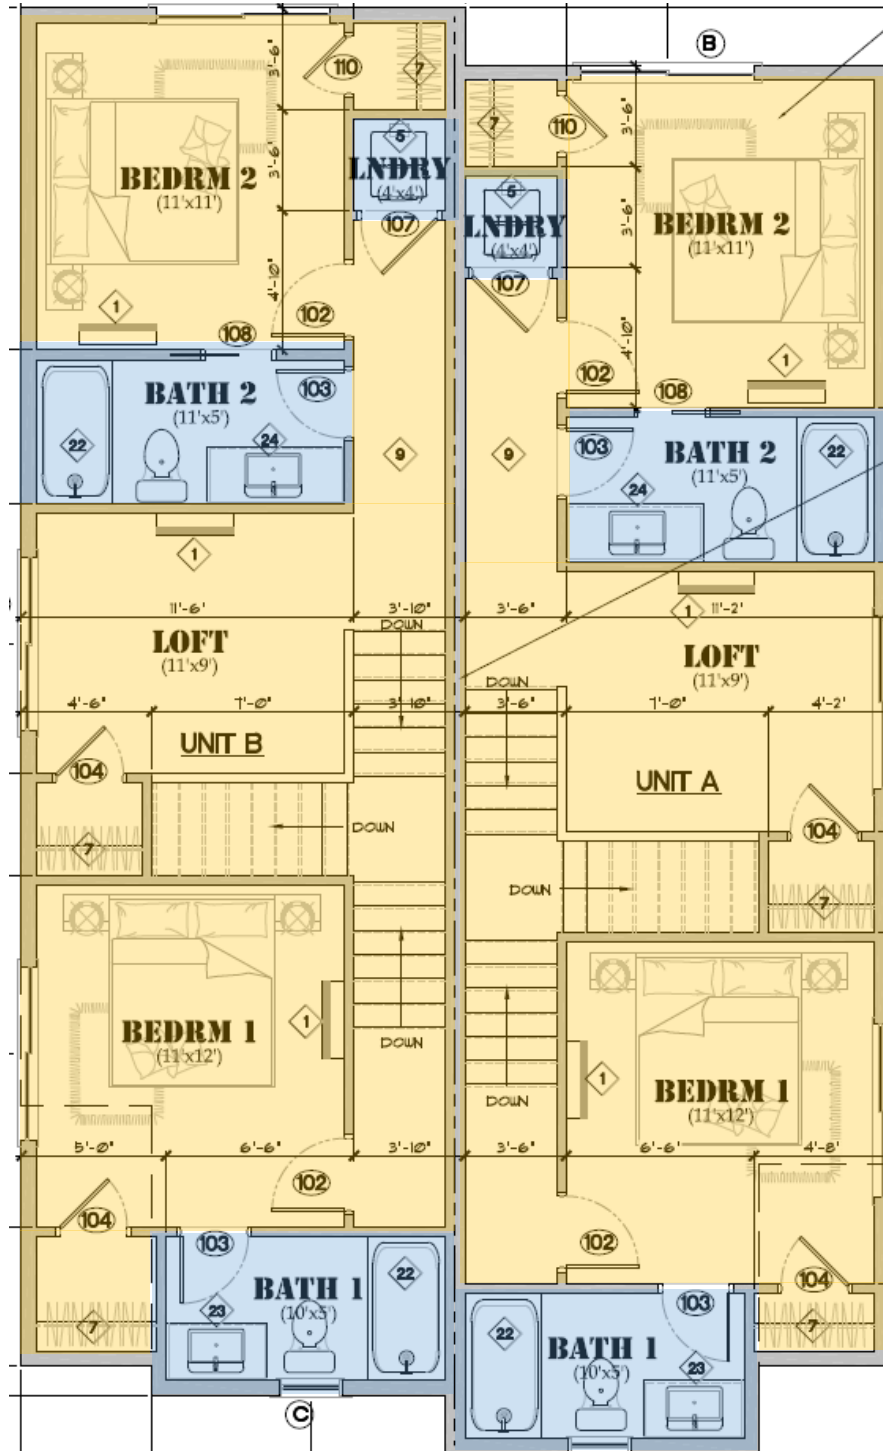 B
3'-6"
110
7
3'-6"
7
110
5
BEDRM 2
(11'x11')
3'-6"
LNDRY
(4'x4')
5
LNDRY
(4'x4')
3'-6"
BEDRM 2
(11'x11')
107
4'-10"
107
1
102
4'-10"
108
102
1
103
108
BATH 2
(11'x5')
22
24
9
9
103
BATH 2
(11'x5')
22
24
1
1
11'-6"
3'-10"
3'-6"
11'-2"
DOWN
LOFT
(11'x9')
LOFT
(11'x9')
DOWN
4'-6"
7'-0"
3'-10"
3'-6"
7'-0"
4'-2'
UNIT B
104
UNIT A
DOWN
104
7
DOWN
7
BEDRM 1
(11'x12')
1
DOWN
1
BEDRM 1
(11'x12')
DOWN
5'-0"
6'-6"
3'-10"
3'-6"
6'-6"
4'-8'
102
104
103
102
22
104
BATH 1
(10'x5')
23
7
103
22
7
BATH 1
(10'x5')
23
C